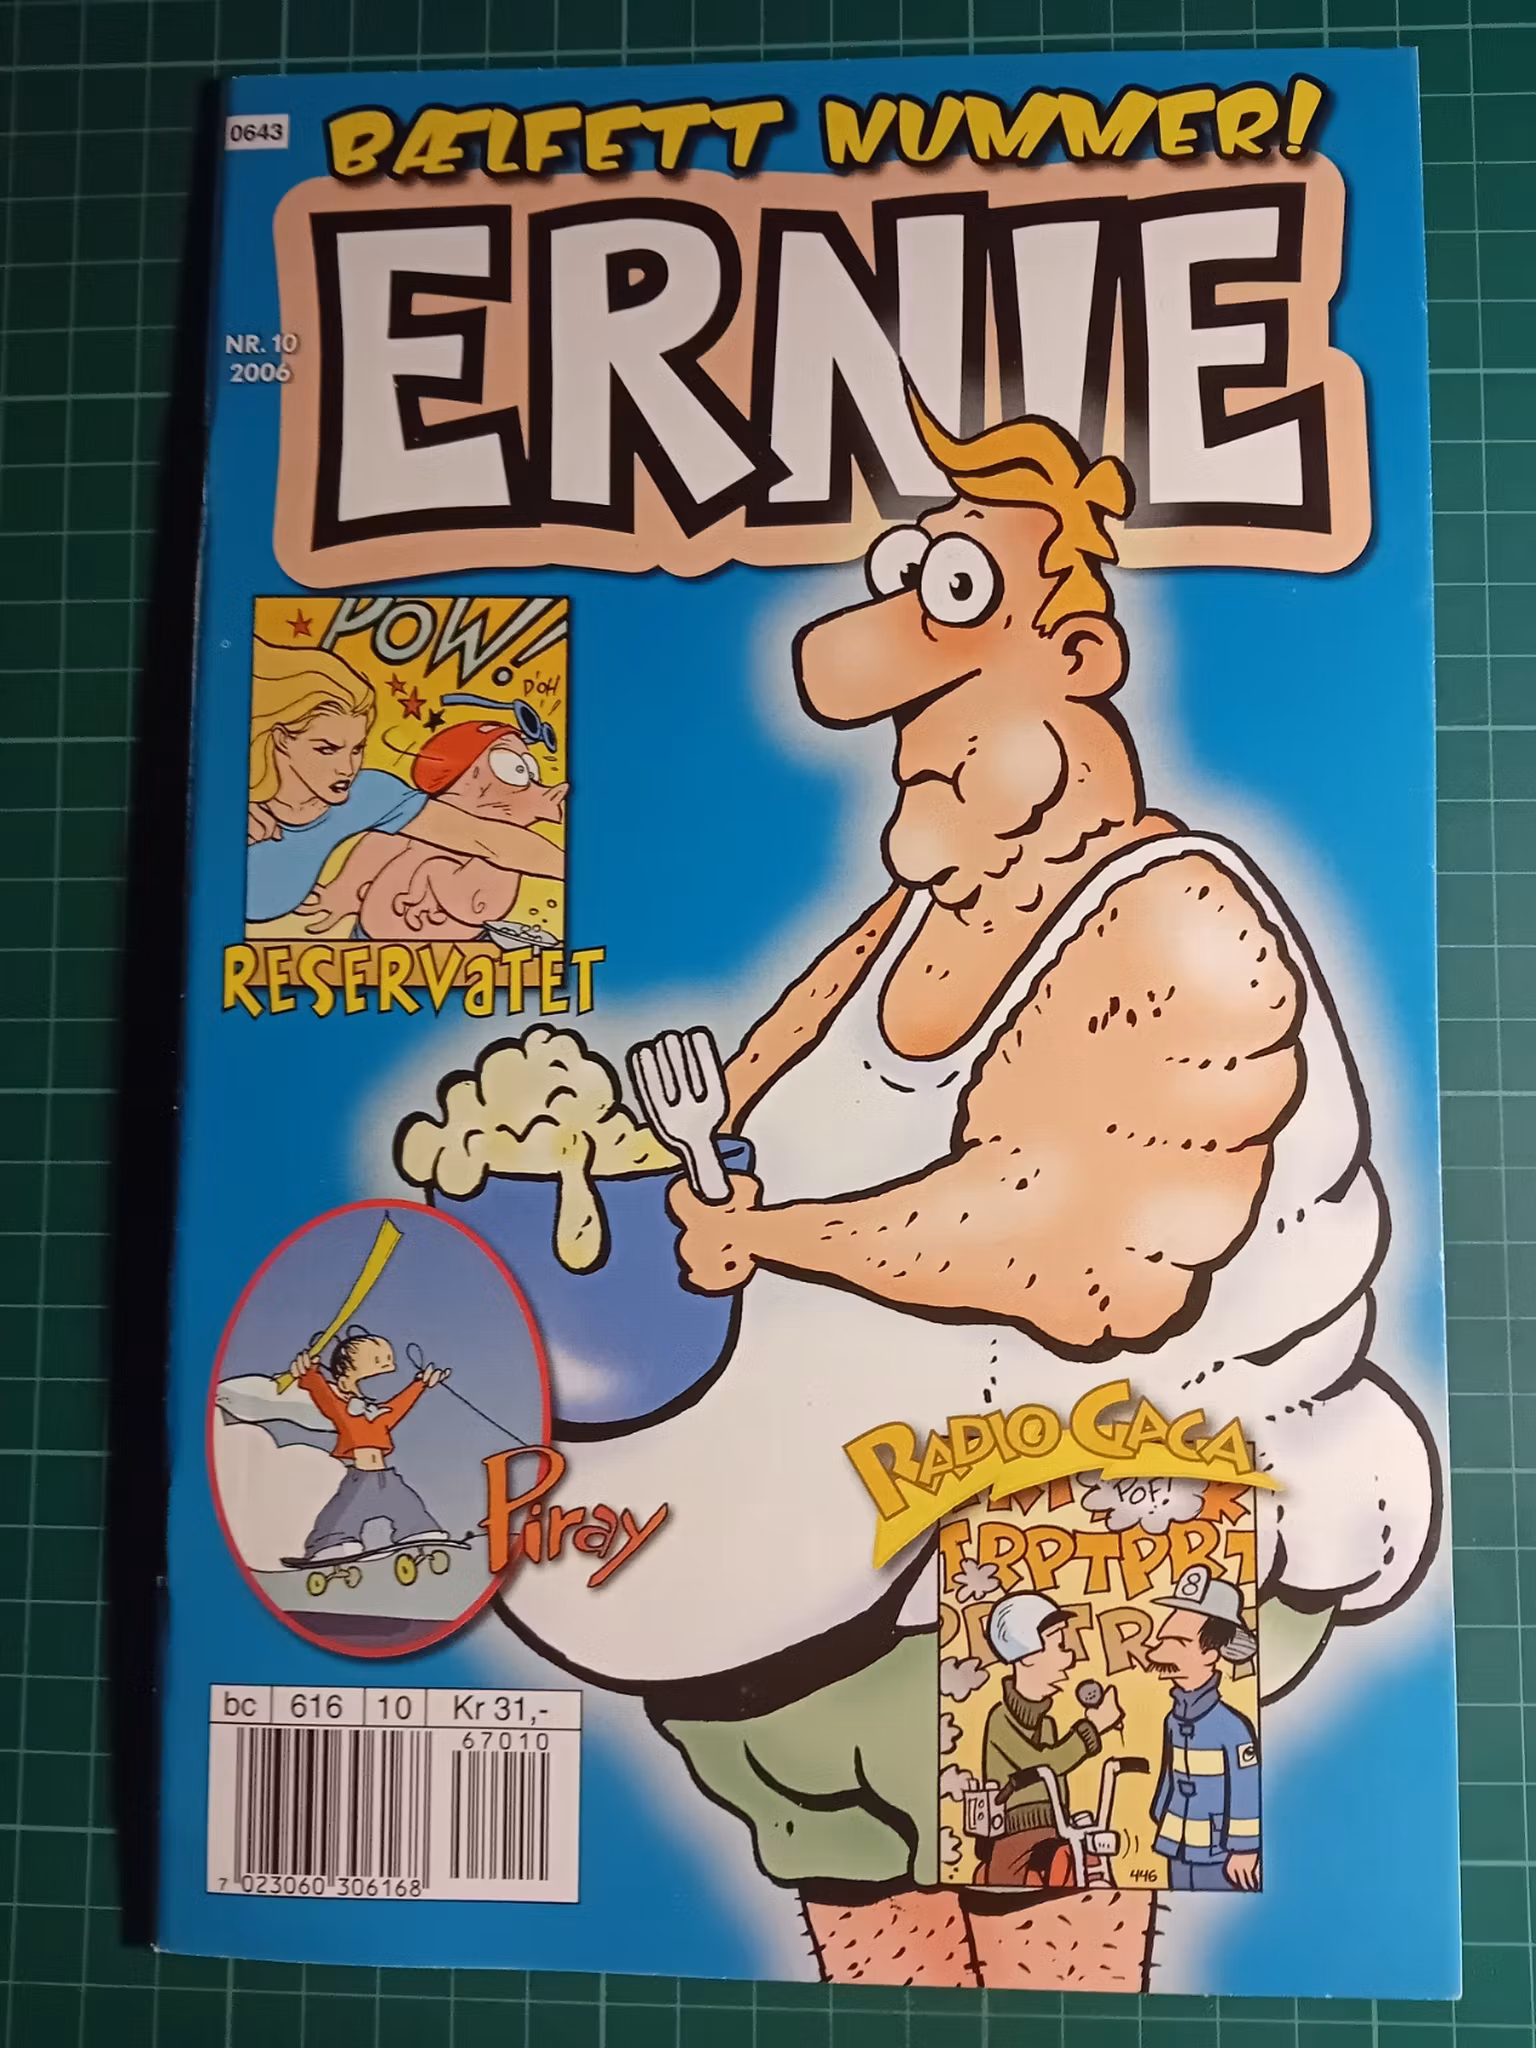 BÆLFETT NUMMER!
0643
ERNIE
NR. 10
2006
POW!
D'OH
!!
RESERVATET
Piray
RADIO GAGA
POF!
RPTPRT
8
446
bc 616 10 Kr 31,-
67010
7 023060 306168